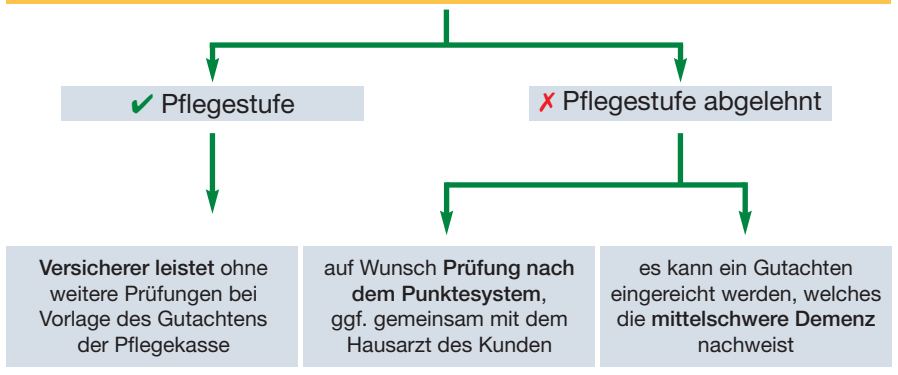 ✔ Pflegestufe
✗ Pflegestufe abgelehnt
Versicherer leistet ohne
weitere Prüfungen bei
Vorlage des Gutachtens
der Pflegekasse
auf Wunsch Prüfung nach
dem Punktesystem,
ggf. gemeinsam mit dem
Hausarzt des Kunden
es kann ein Gutachten
eingereicht werden, welches
die mittelschwere Demenz
nachweist